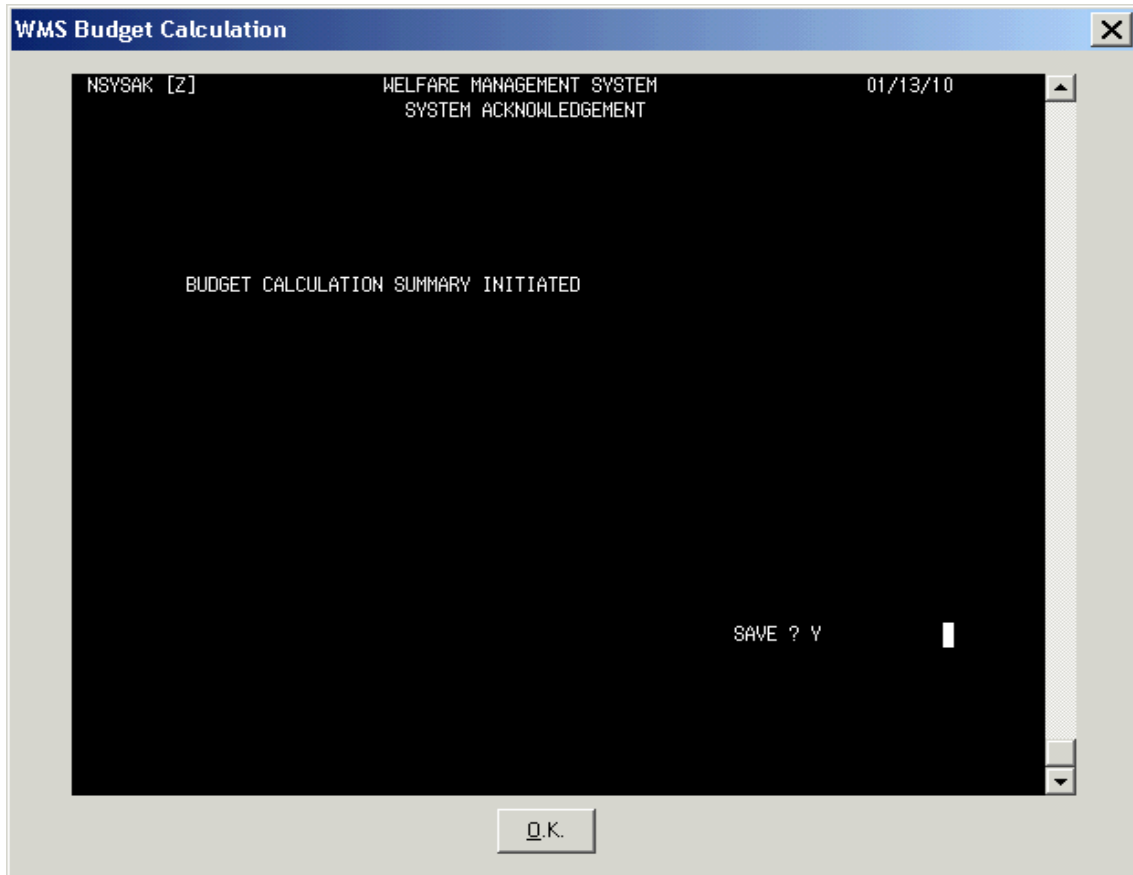 WMS Budget Calculation
NSYSAK [Z] WELFARE MANAGEMENT SYSTEM 01/13/10
SYSTEM ACKNOWLEDGEMENT
BUDGET CALCULATION SUMMARY INITIATED
SAVE ? Y
O.K.